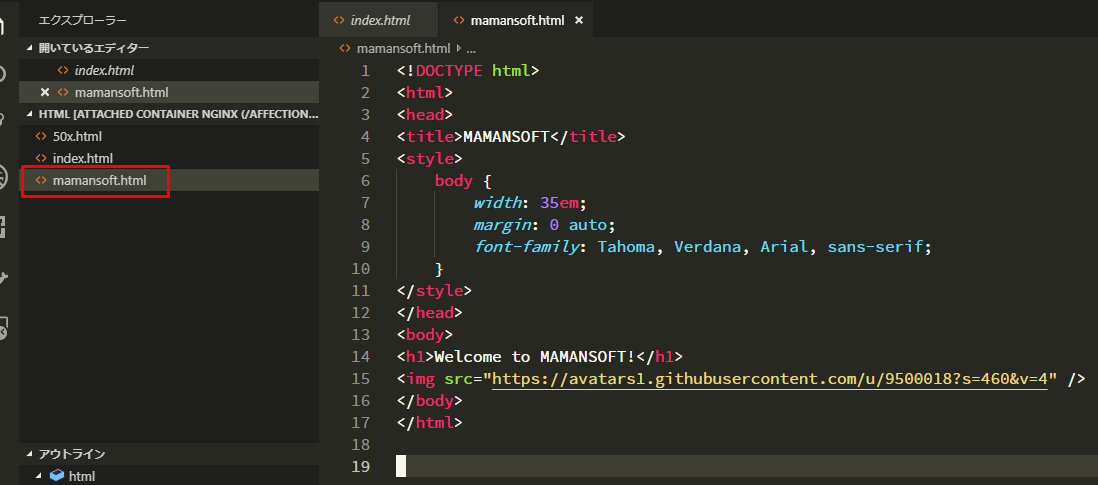 エクスプローラー
開いているエディター
index.html
mamansoft.html
HTML [ATTACHED CONTAINER NGINX (/AFFECTION...
50x.html
index.html
mamansoft.html
アウトライン
html
index.html mamansoft.html
mamansoft.html ...
1 <!DOCTYPE html>
2 <html>
3 <head>
4 <title>MAMANSOFT</title>
5 <style>
6 body {
7 width: 35em;
8 margin: 0 auto;
9 font-family: Tahoma, Verdana, Arial, sans-serif;
10 }
11 </style>
12 </head>
13 <body>
14 <h1>Welcome to MAMANSOFT!</h1>
15 <img src="https://avatars1.githubusercontent.com/u/9500018?s=460&v=4" />
16 </body>
17 </html>
18
19